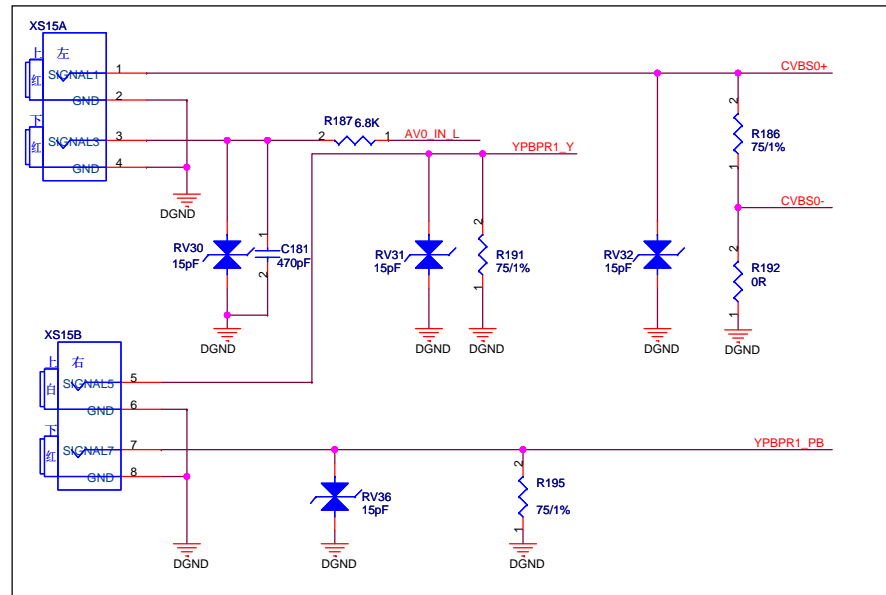 XS15A
上 左
红 SIGNAL1 1 CVBS0+
GND 2
下
红 SIGNAL3 3
GND 4
R187 6.8K
2 1 AV0_IN_L
YPBPR1_Y
DGND
2
R186
75/1%
1
CVBS0-
RV30
15pF
1
C181
470pF
2
RV31
15pF
2
R191
75/1%
1
RV32
15pF
2
R192
0R
1
DGND
DGND
DGND
DGND
DGND
XS15B
上 右
白 SIGNAL5 5
GND 6
下
红 SIGNAL7 7 YPBPR1_PB
GND 8
RV36
15pF
2
R195
75/1%
1
DGND
DGND
DGND